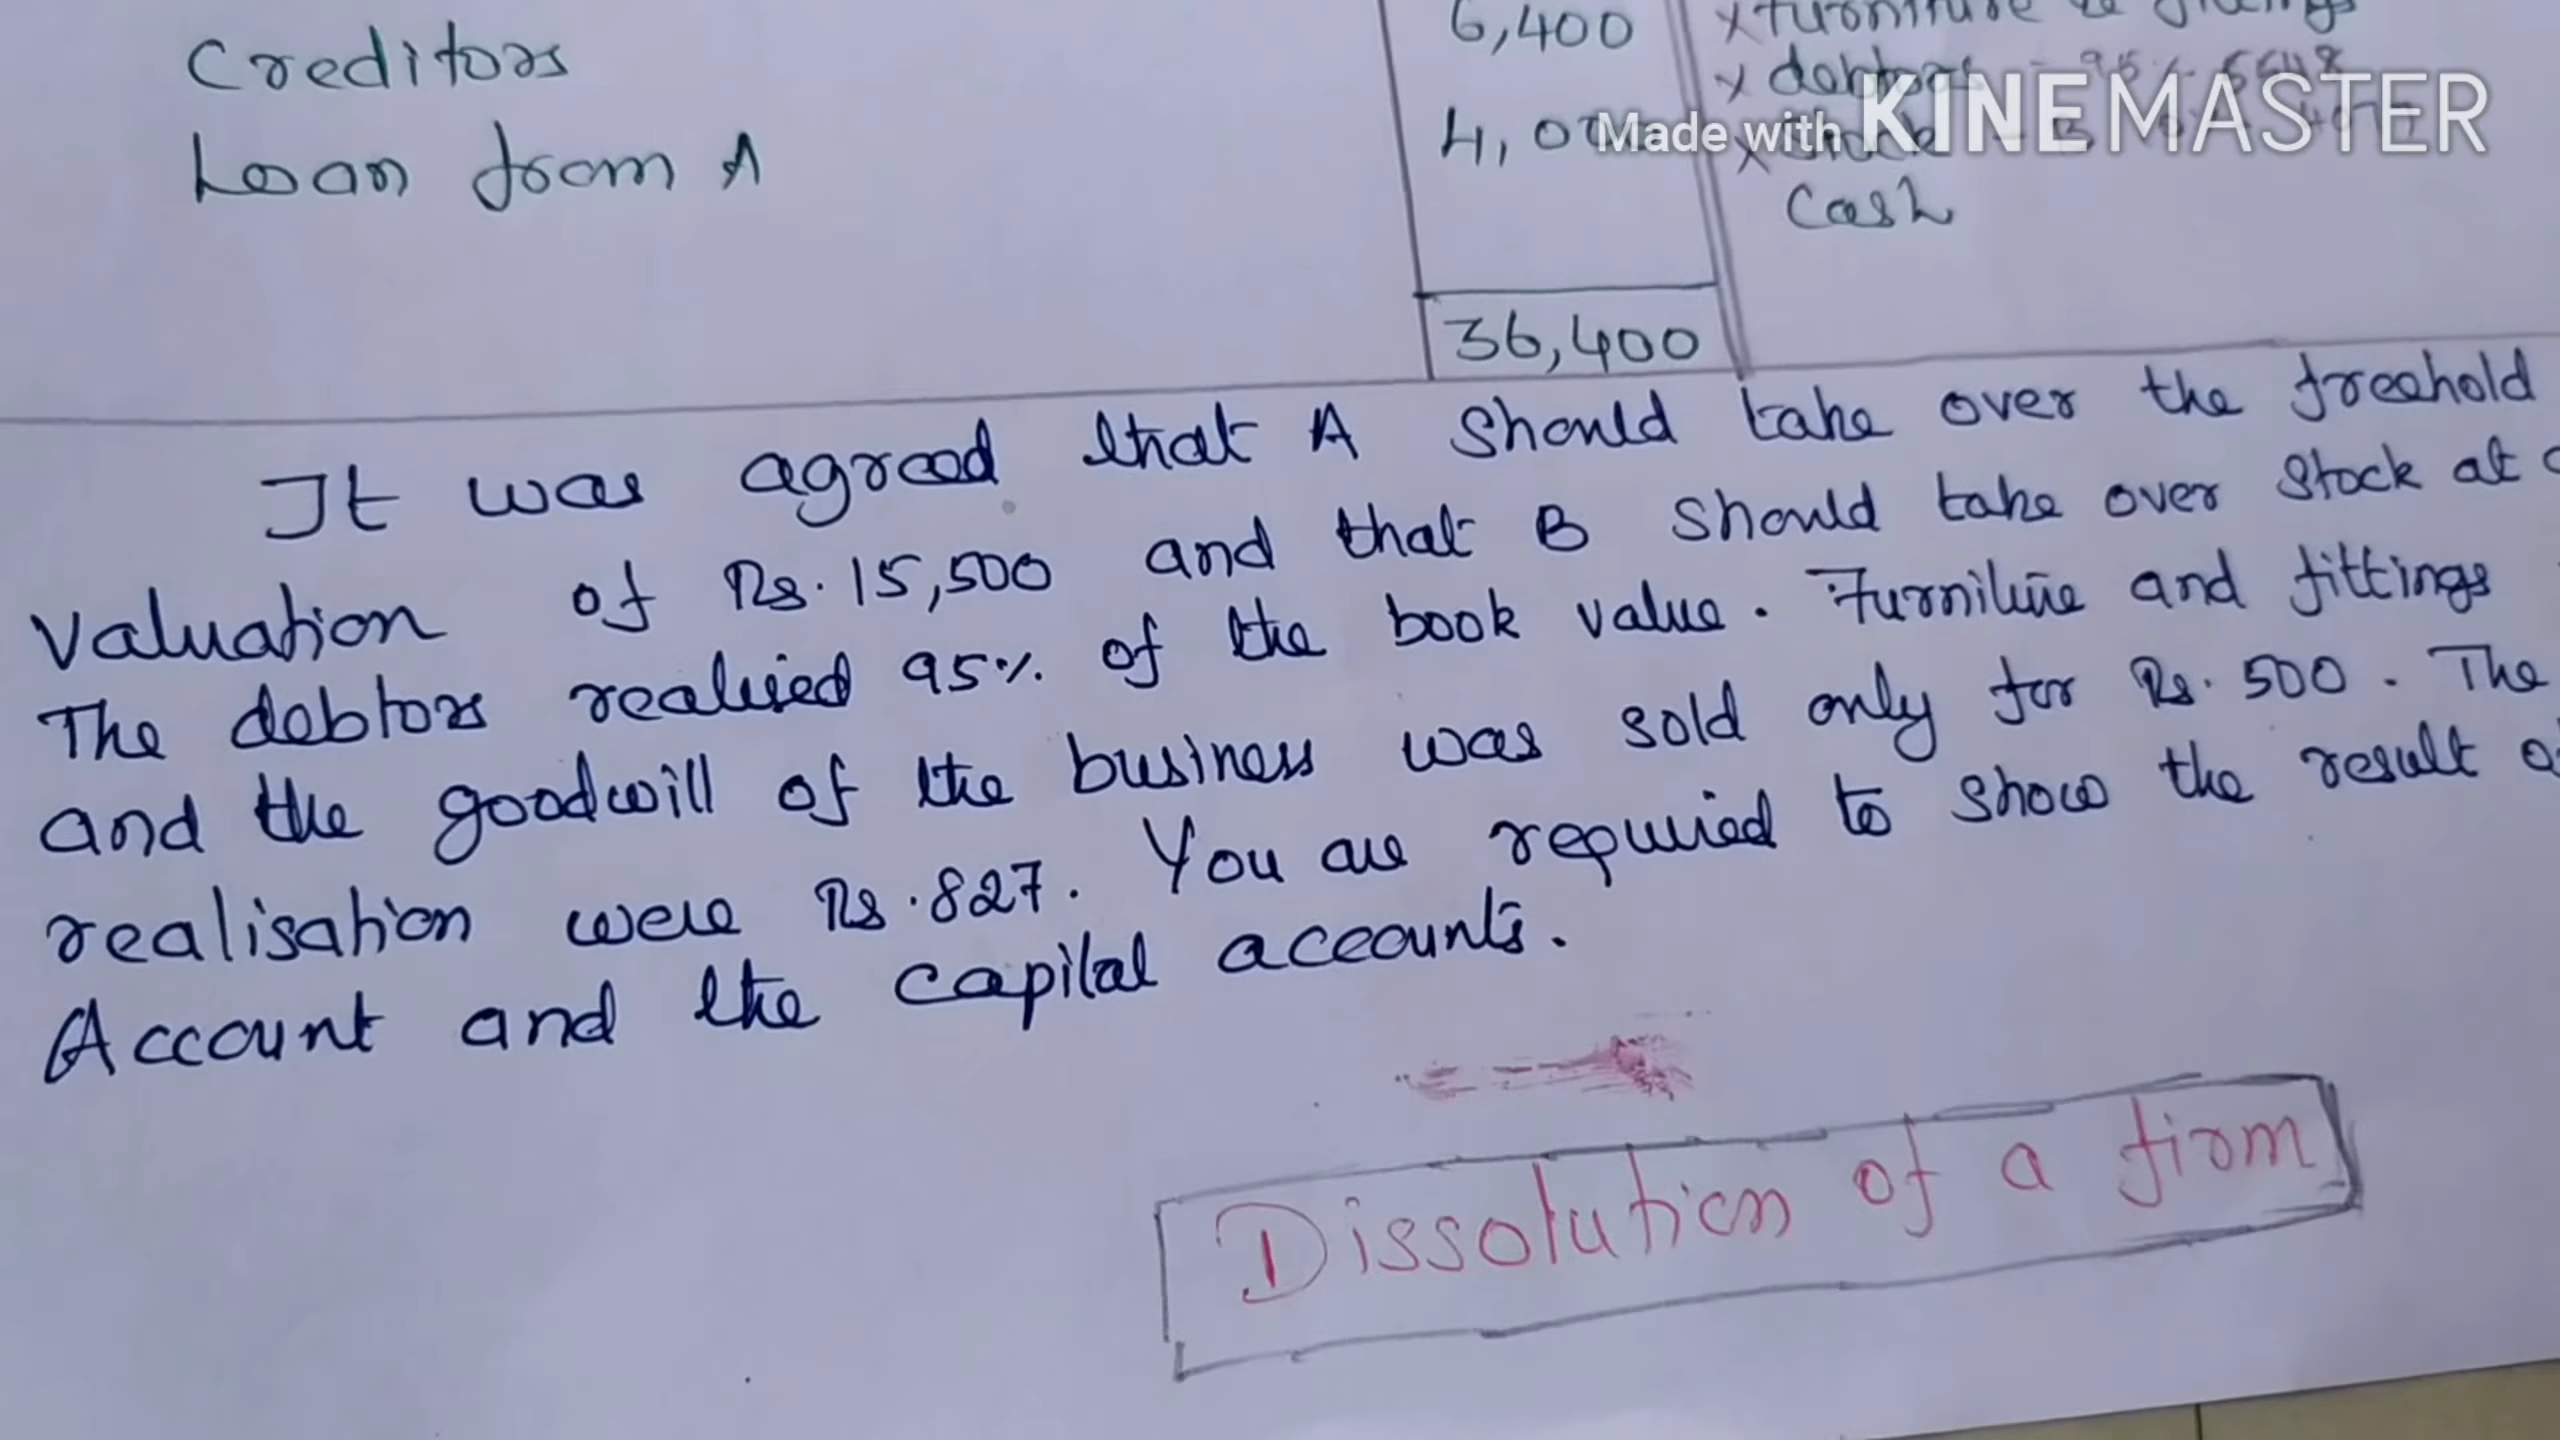 6,400
Creditors
debtors
Made with KINEMASTER
Loan from A
Cash
36,400
It was agreed that A should take over the freehold
Valuation of Rs. 15,500 and that B should take over stock at
The debtors realised 95% of the book value. Furniture and fittings
and the goodwill of the business was sold only for Rs. 500. The
realisation were Rs. 827. You are required to show the result
Account and the capital accounts.
Dissolution of a firm